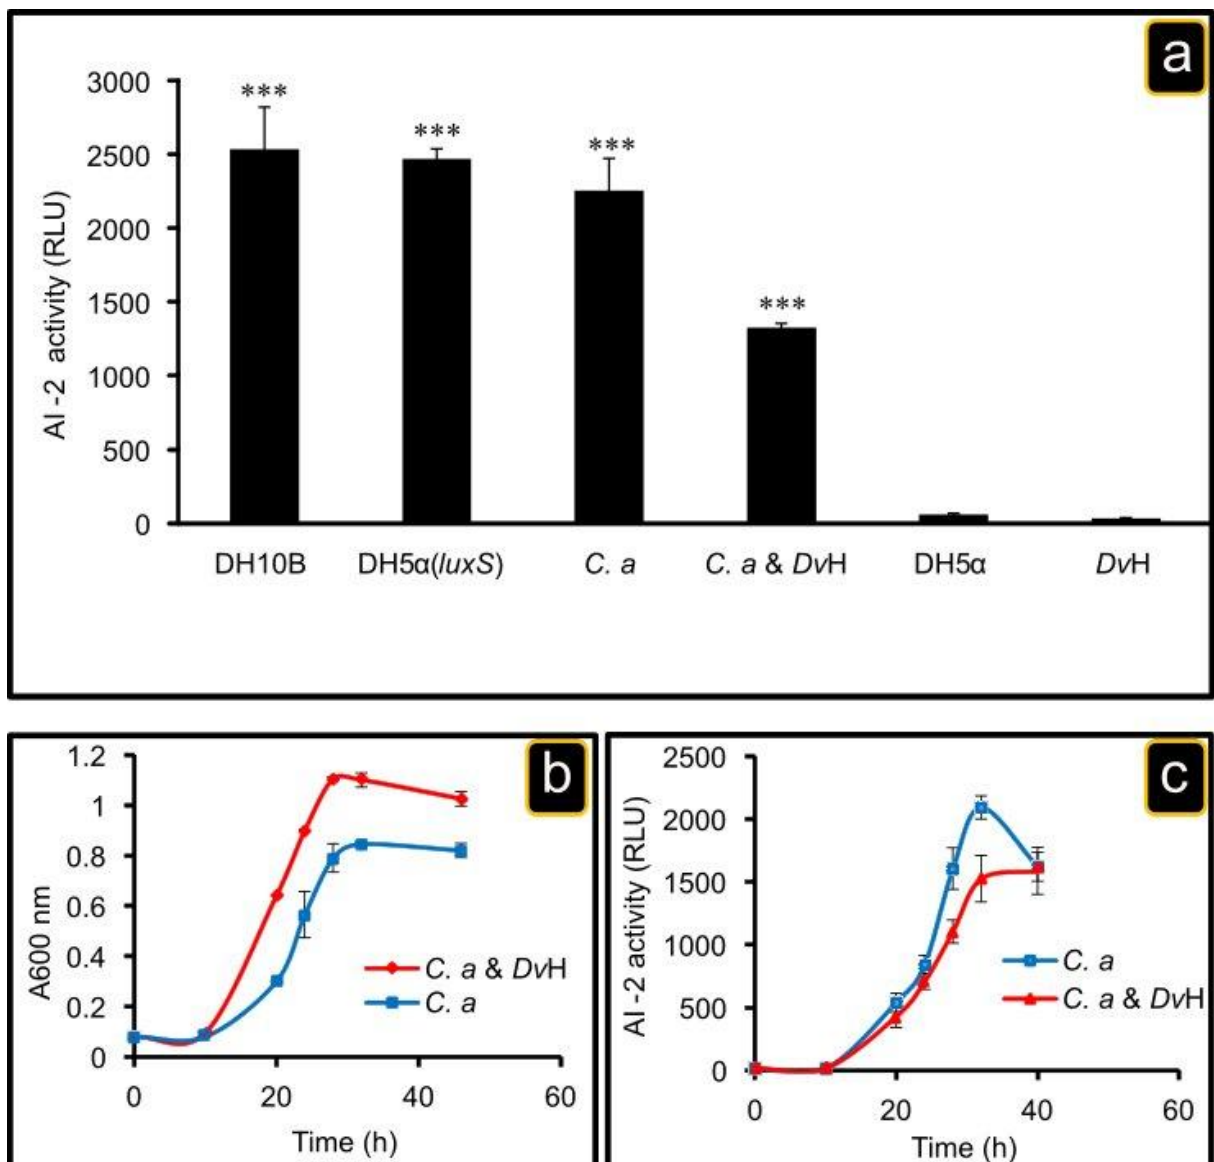 a
3000
2500
2000
1500
1000
500
0
AI -2 activity (RLU)
***
***
***
***
DH10B DH5α(luxS) C. a C. a & DvH DH5α DvH
b
1.2
1
0.8
0.6
0.4
0.2
0
A600 nm
C. a & DvH
C. a
0 20 40 60
Time (h)
c
2500
2000
1500
1000
500
0
AI -2 activity (RLU)
C. a
C. a & DvH
0 20 40 60
Time (h)